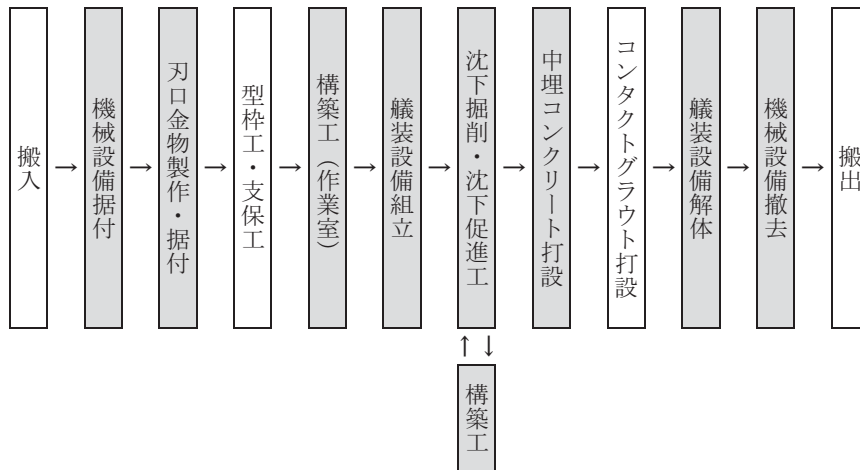 搬入
→
機械設備据付
→
刃口金物製作・据付
→
型枠工・支保工
→
構築工（作業室）
→
艤装設備組立
→
沈下掘削・沈下促進工
→
中埋コンクリート打設
→
コンタクトグラウト打設
→
艤装設備解体
→
機械設備撤去
→
搬出
↑↓
構築工